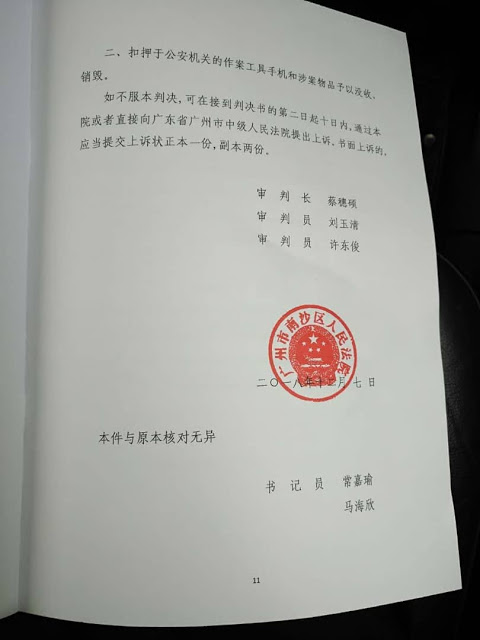 二、扣押于公安机关的作案工具手机和涉案物品予以没收、
销毁。
如不服本判决,可在接到判决书的第二日起十日内,通过本
院或者直接向广东省广州市中级人民法院提出上诉。书面上诉的,
应当提交上诉状正本一份,副本两份。
审 判 长 蔡穗硕
审 判 员 刘玉清
审 判 员 许东俊
广州市南沙区人民法院
二〇一八年十二月七日
本件与原本核对无异
书 记 员 常嘉瑜
马海欣
11